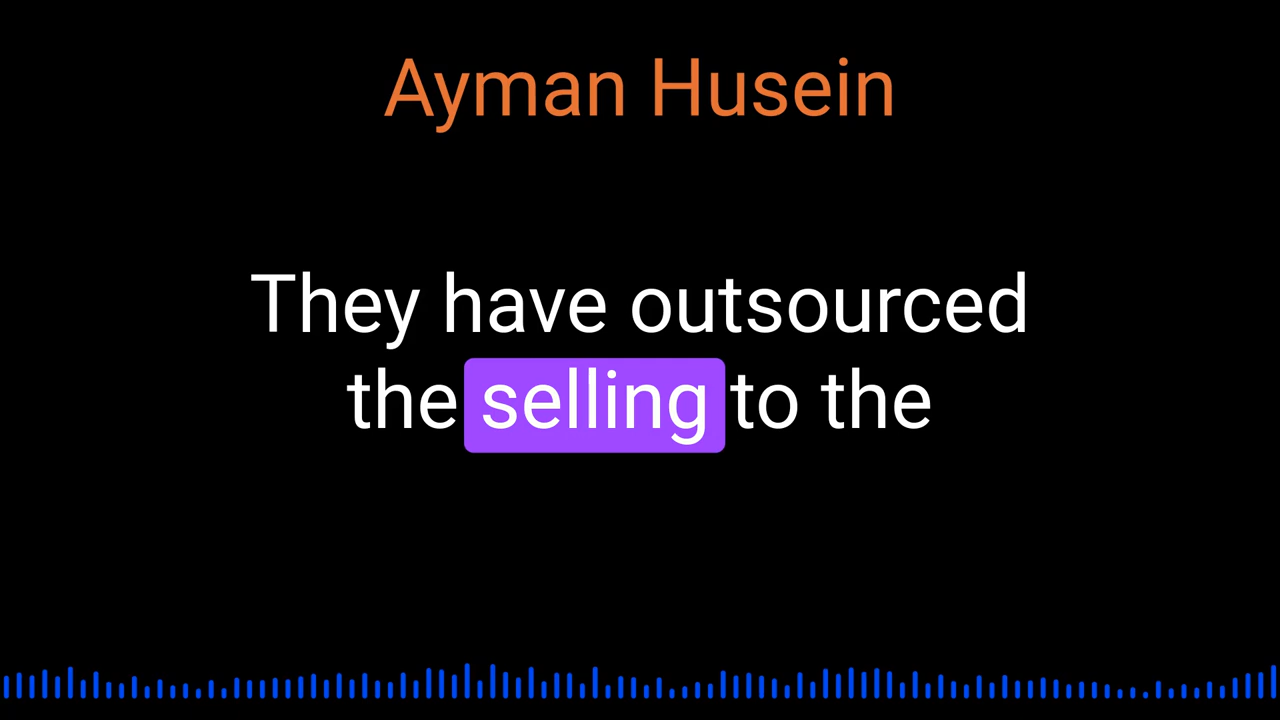 Ayman Husein
They have outsourced
the selling to the